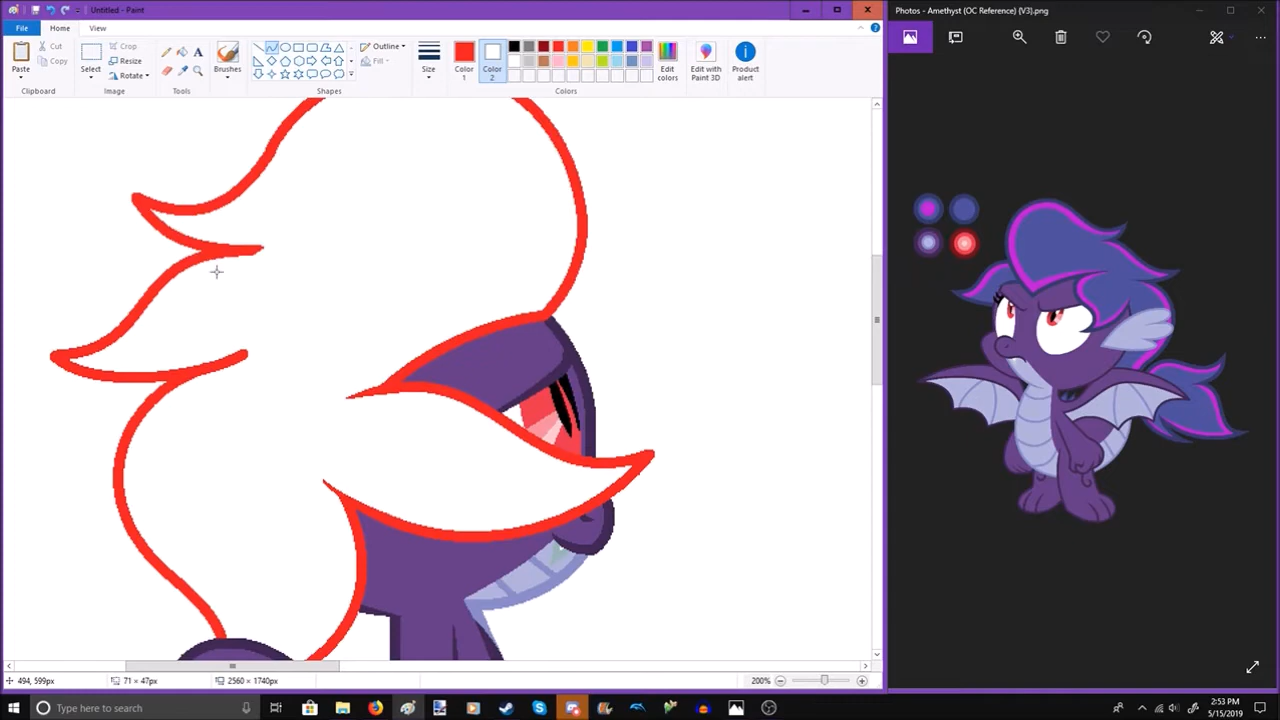 Untitled - Paint
File
Home
View
Paste
Cut
Copy
Clipboard
Select
Crop
Resize
Rotate
Image
A
Tools
Brushes
Shapes
Outline
Fill
Size
Color 1
Color 2
Colors
Edit colors
Edit with Paint 3D
Product alert
Photos - Amethyst (OC Reference) (V3).png
494, 599px
71 × 47px
2560 × 1740px
200%
Type here to search
2:53 PM
5/15/2019